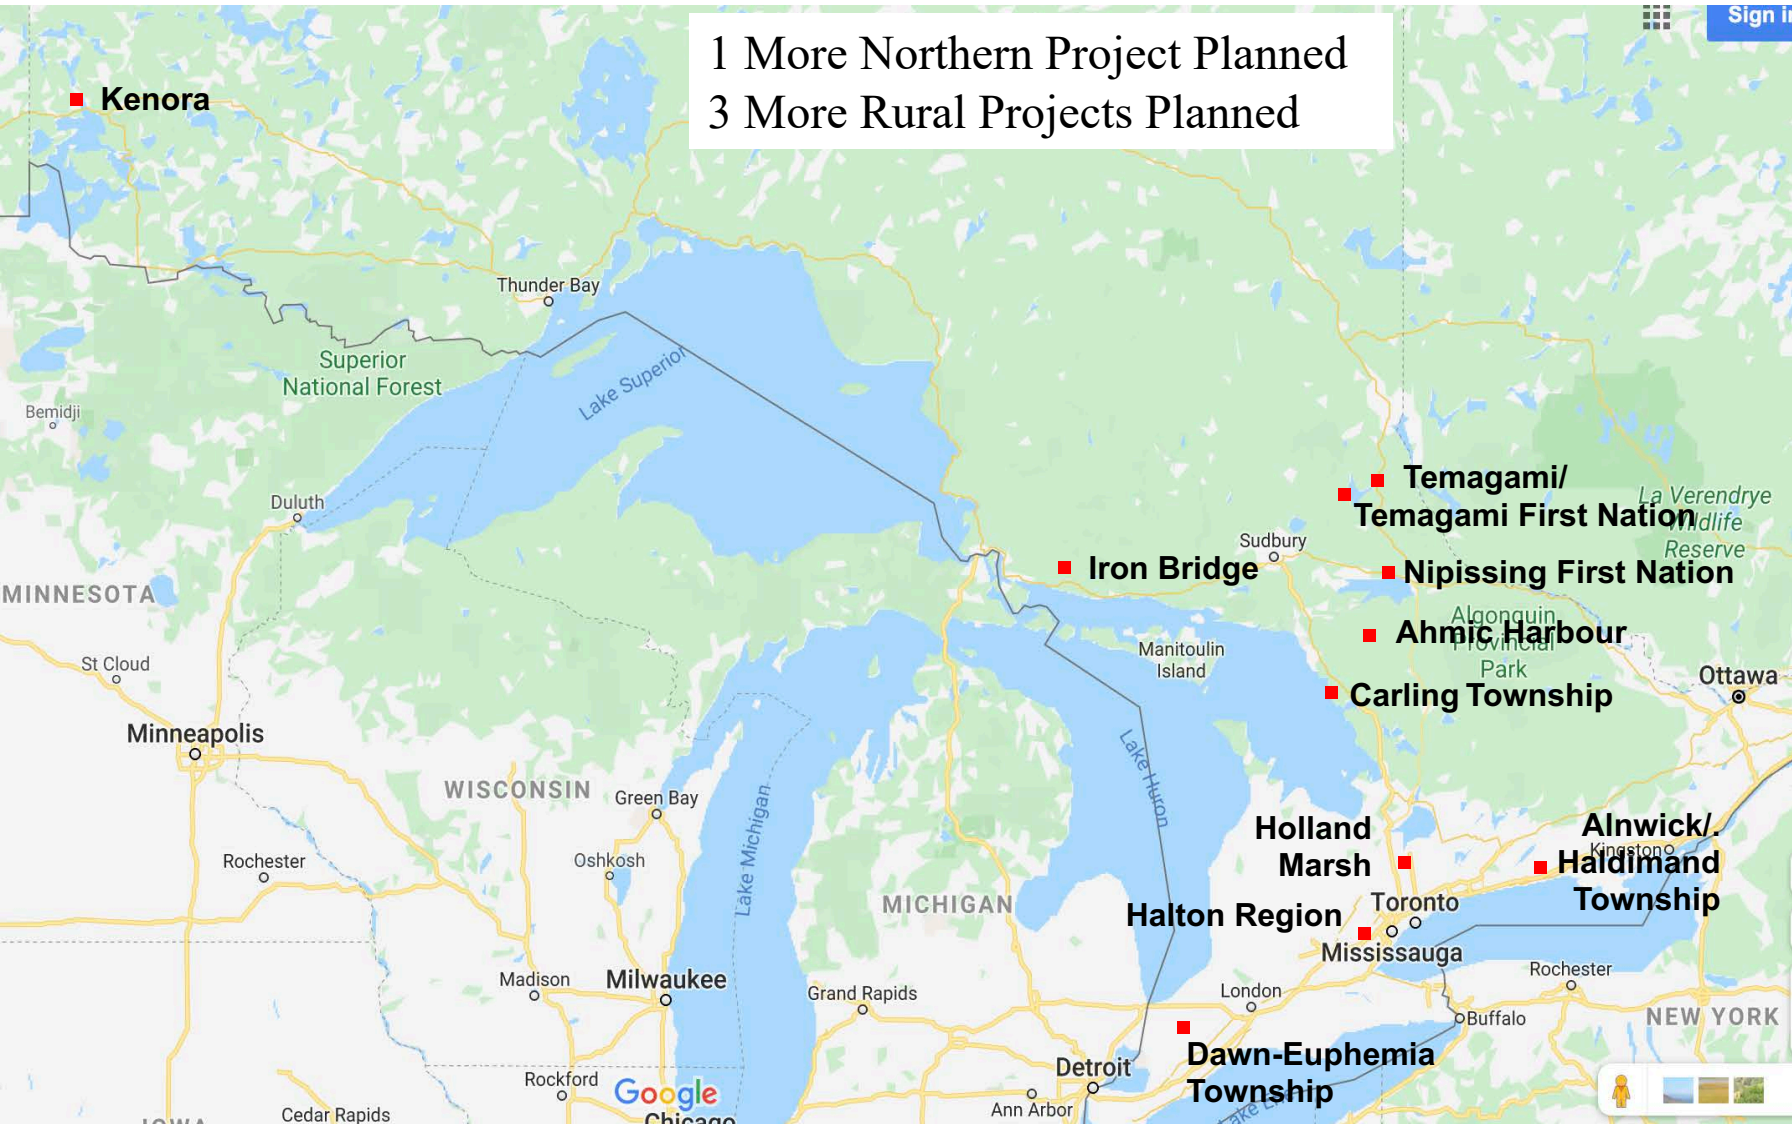 Sign i
1 More Northern Project Planned
3 More Rural Projects Planned
Kenora
Thunder Bay
Superior
National Forest
Lake Superior
Bemidji
Duluth
Temagami/
Temagami First Nation
La Verendrye
Wildlife
Reserve
Sudbury
Iron Bridge
Nipissing First Nation
MINNESOTA
Algonquin
Provincial
Park
Ahmic Harbour
Manitoulin
Island
St Cloud
Ottawa
Carling Township
Minneapolis
Lake Huron
WISCONSIN
Green Bay
Lake Michigan
Holland
Marsh
Alnwick/.
Kingston
Haldimand
Township
Rochester
Oshkosh
MICHIGAN
Toronto
Halton Region
Mississauga
Madison
Milwaukee
Grand Rapids
London
Rochester
Buffalo
NEW YORK
Dawn-Euphemia
Township
Detroit
Rockford
Google
Ann Arbor
Lake Erie
Cedar Rapids
Chicago
IOWA